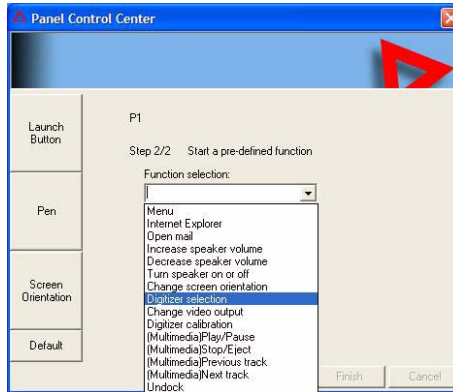 Panel Control Center
Launch
Button
Pen
Screen
Orientation
Default
P1
Step 2/2 Start a pre-defined function
Function selection:
Menu
Internet Explorer
Open mail
Increase speaker volume
Decrease speaker volume
Turn speaker on or off
Change screen orientation
Digitizer selection
Change video output
Digitizer calibration
(Multimedia)Play/Pause
(Multimedia)Stop/Eject
(Multimedia)Previous track
(Multimedia)Next track
Undock
Finish
Cancel